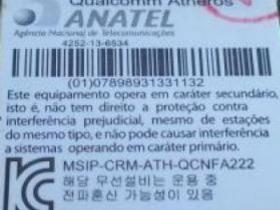 Qualcomm Atheros
ANATEL
Agência Nacional de Telecomunicações
4252-13-6534
(01)07898931331132
Este equipamento opera em caráter secundário,
isto é, não tem direito a proteção contra
interferência prejudicial, mesmo de estações
do mesmo tipo, e não pode causar interferência
a sistemas operando em caráter primário.
MSIP-CRM-ATH-QCNFA222
해당 무선설비는 운용 중
전파혼신 가능성이 있음